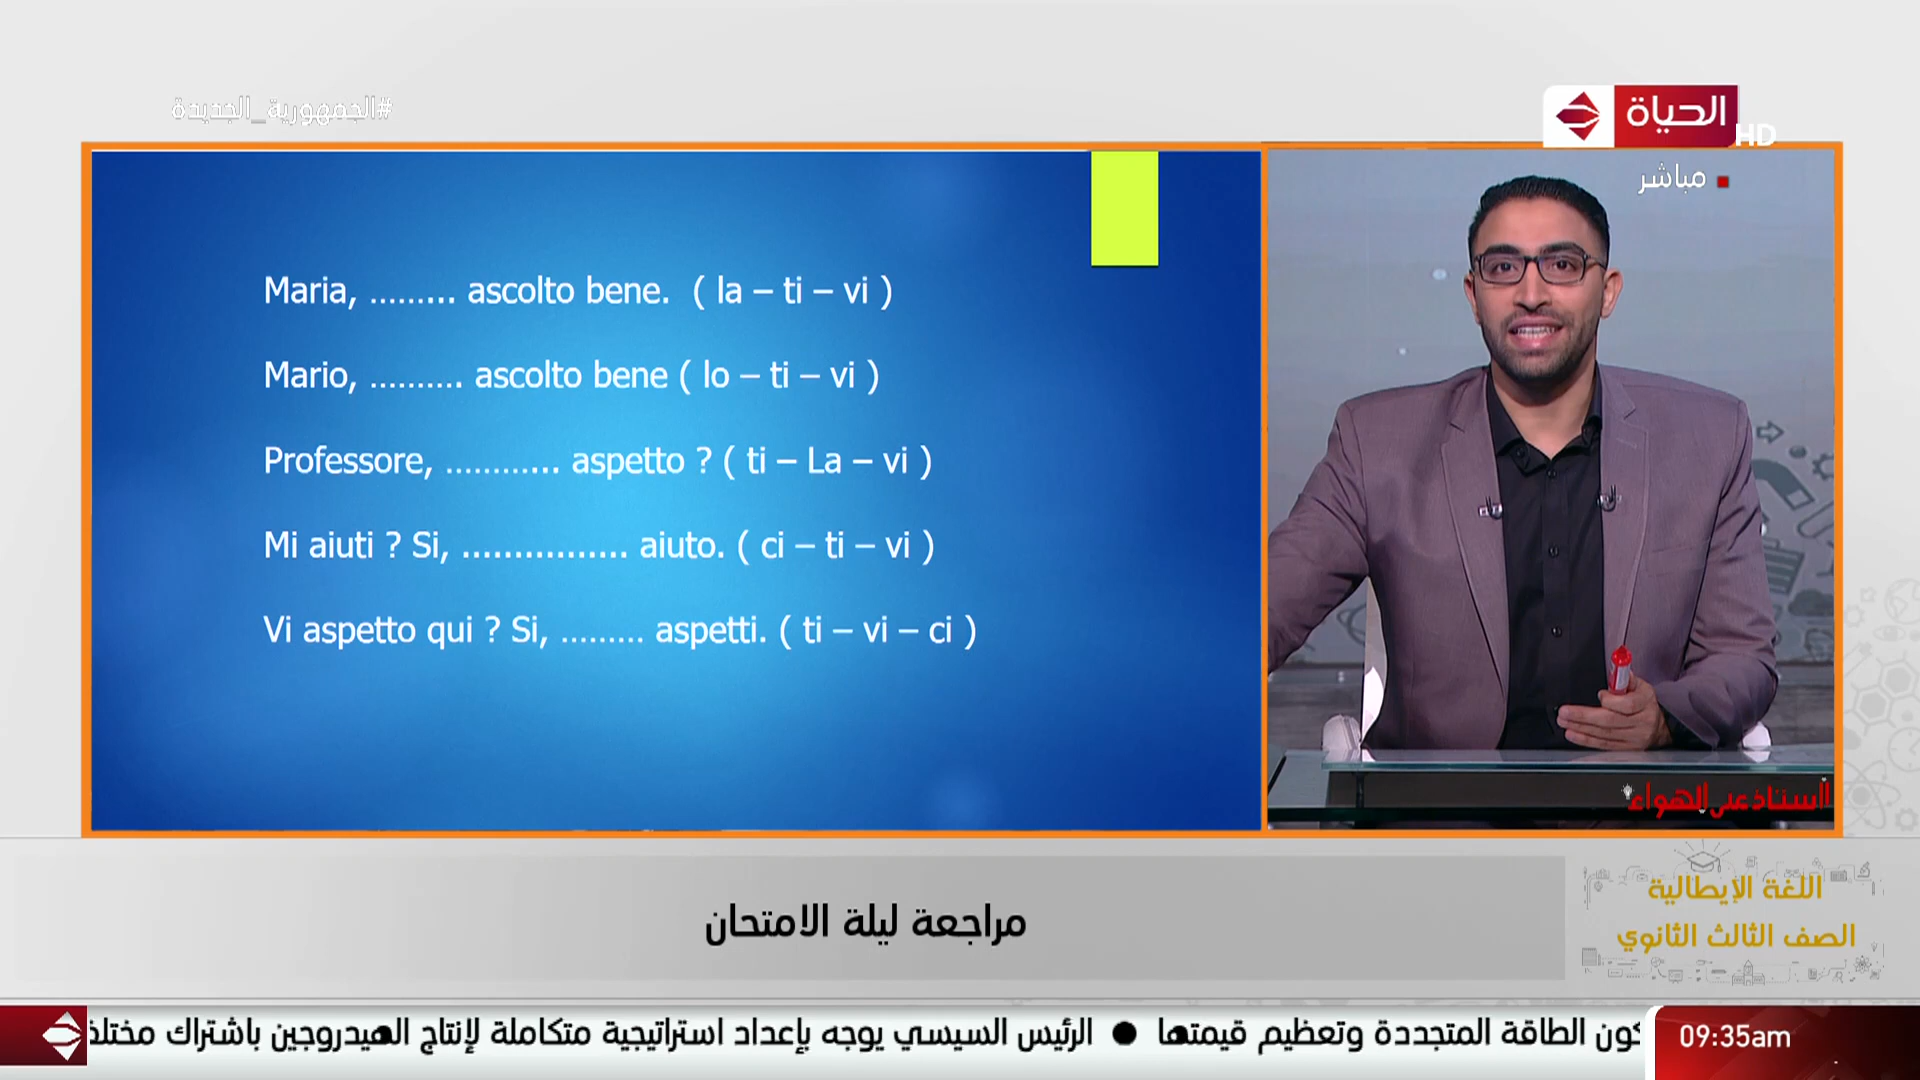 #الجمهورية_الجديدة
الحياة
HD
مباشر
Maria, ……... ascolto bene.  ( la – ti – vi )
Mario, ………. ascolto bene ( lo – ti – vi )
Professore, ………... aspetto ? ( ti – La – vi )
Mi aiuti ? Si, ............... aiuto. ( ci – ti – vi )
Vi aspetto qui ? Si, ……… aspetti. ( ti – vi – ci )
أستاذ على الهواء
اللغة الإيطالية
الصف الثالث الثانوي
مراجعة ليلة الامتحان
كون الطاقة المتجددة وتعظيم قيمتها ● الرئيس السيسي يوجه بإعداد استراتيجية متكاملة لإنتاج الهيدروجين باشتراك مختلف
09:35am